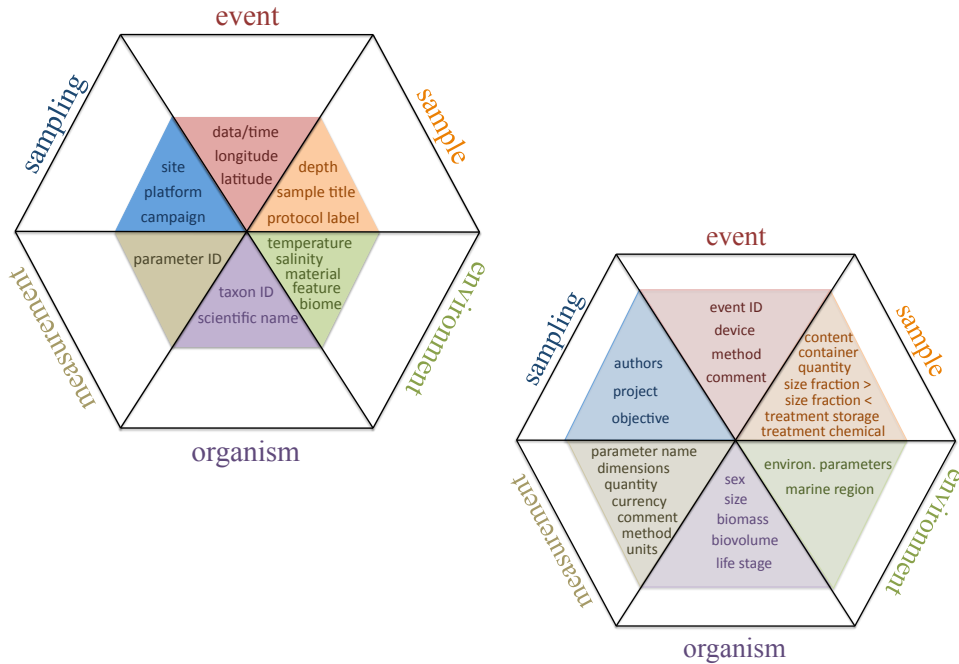 event
sampling
sample
data/time
longitude
latitude
site
platform
campaign
depth
sample title
protocol label
parameter ID
temperature
salinity
material
feature
biome
taxon ID
scientific name
measurement
environment
organism
event
sampling
sample
event ID
device
method
comment
authors
project
objective
content
container
quantity
size fraction >
size fraction <
treatment storage
treatment chemical
parameter name
dimensions
quantity
currency
comment
method
units
sex
size
biomass
biovolume
life stage
environ. parameters
marine region
measurement
environment
organism